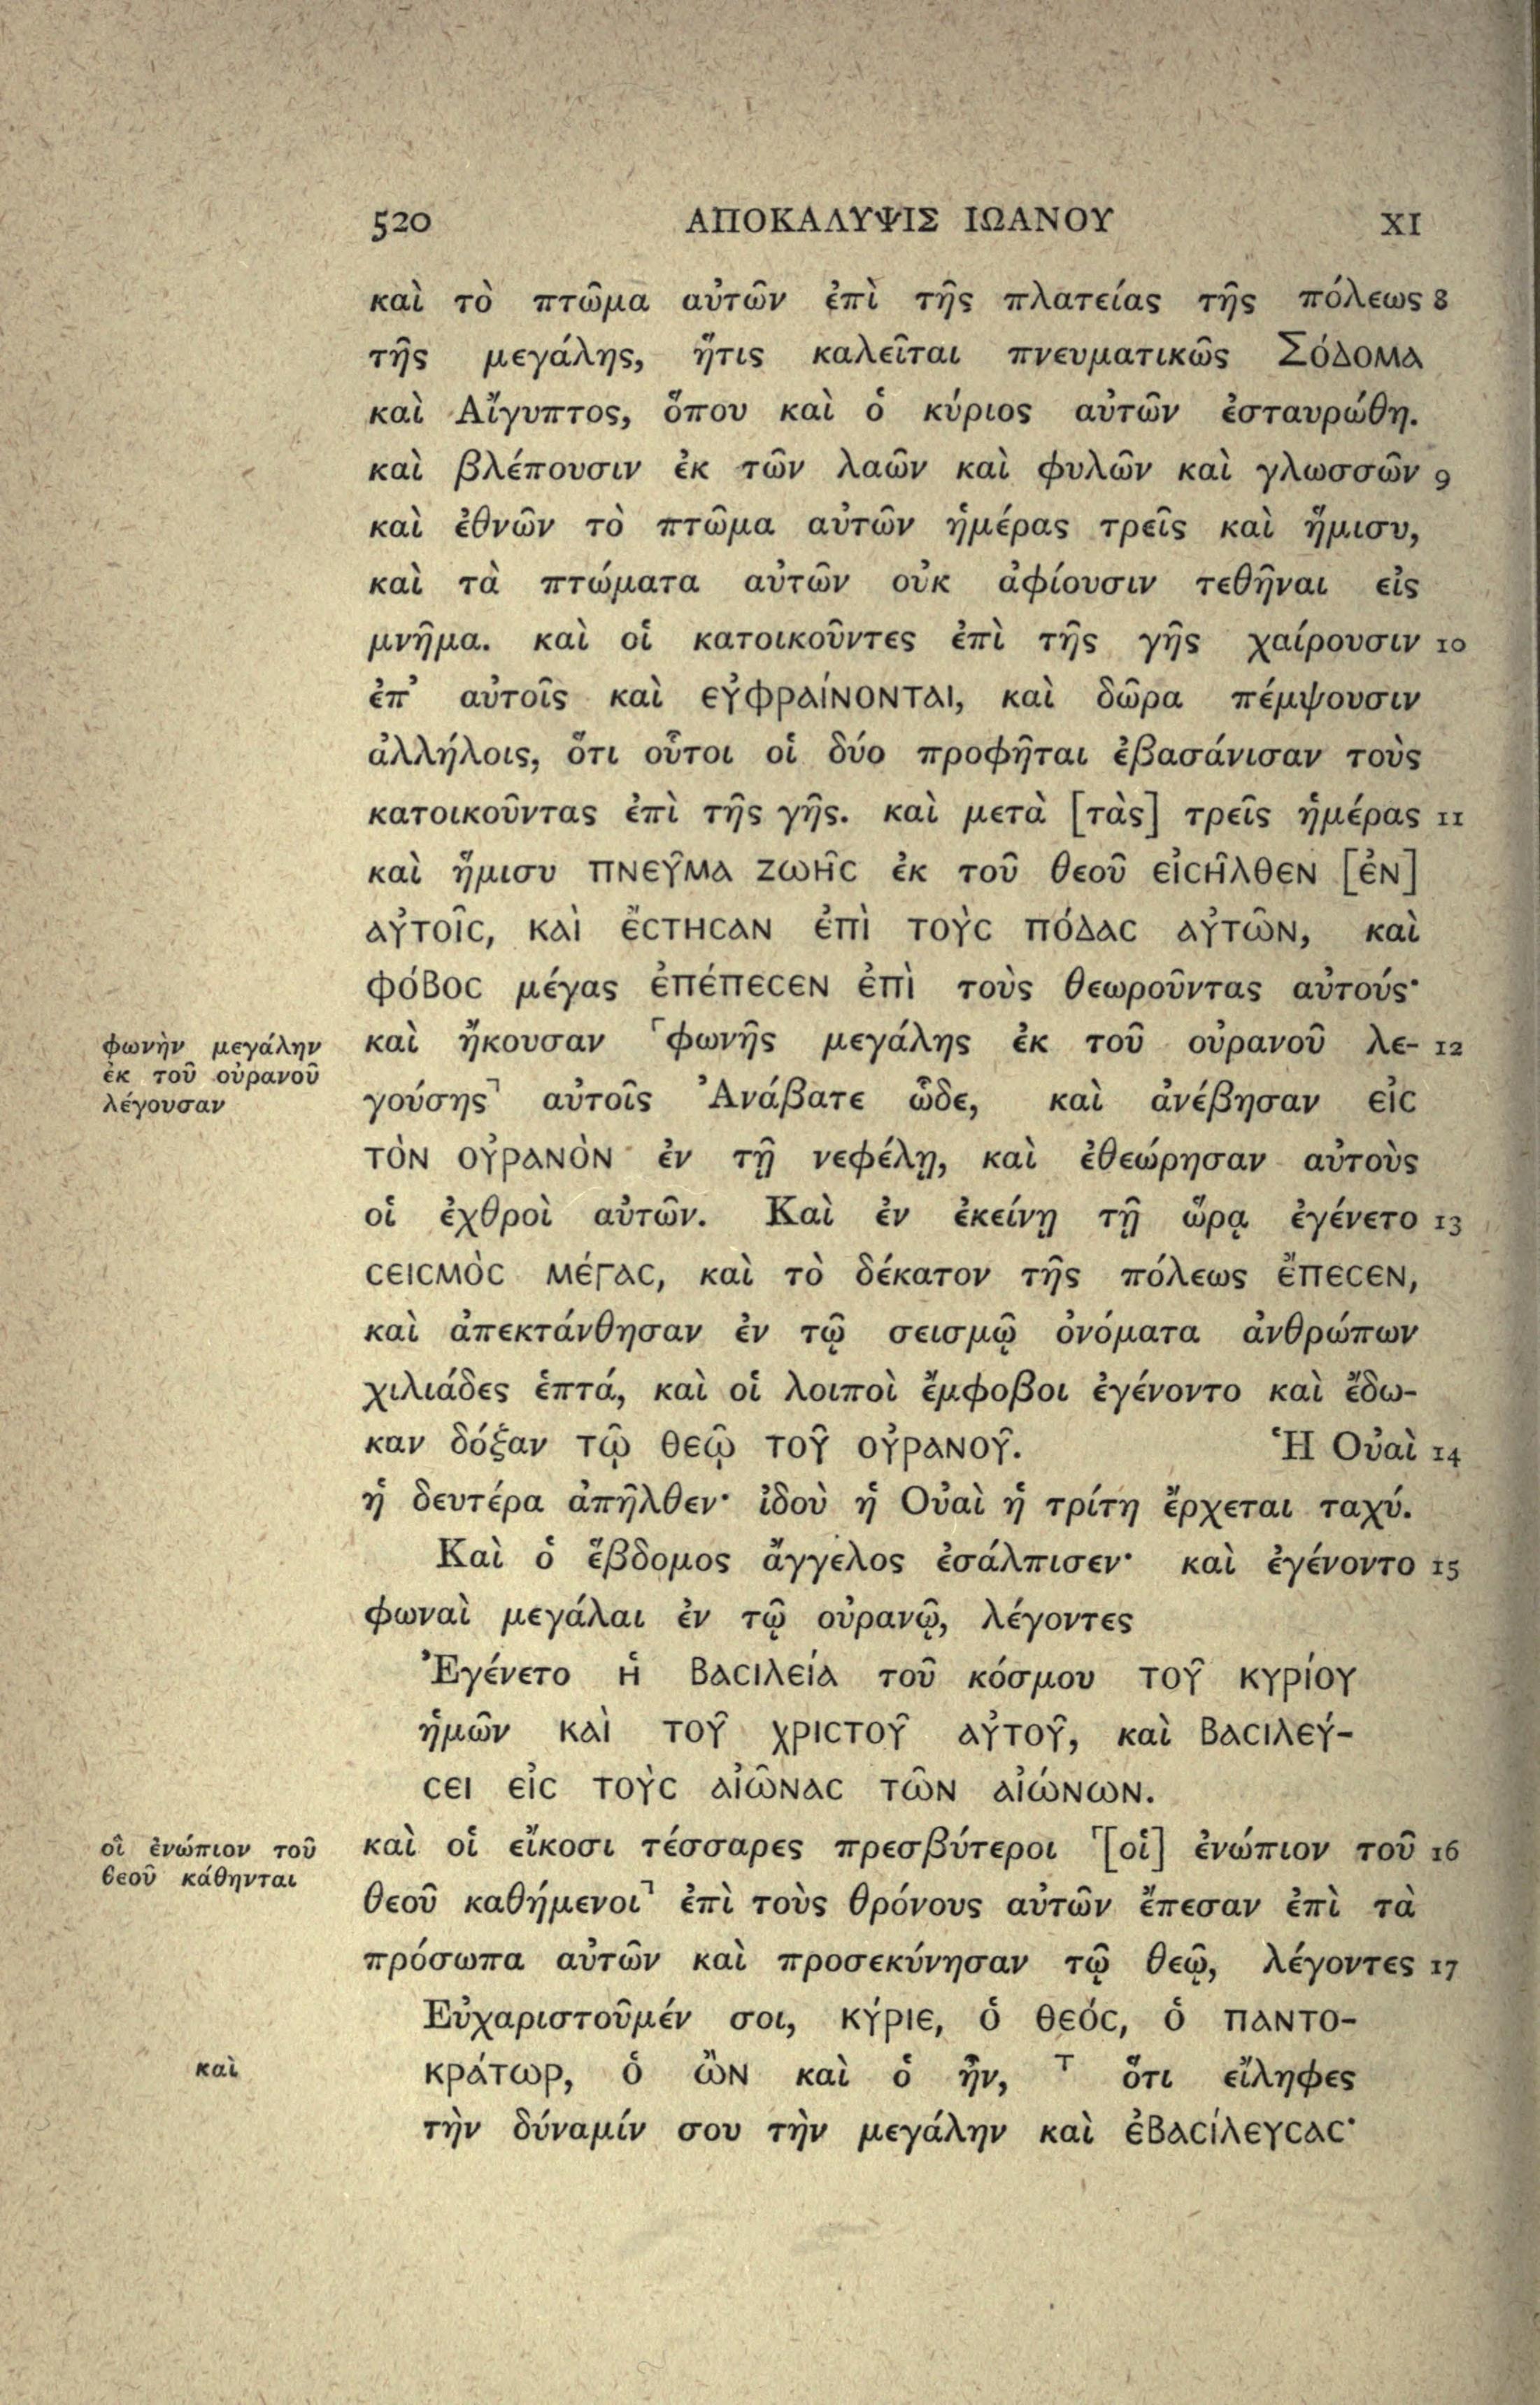 520 ΑΠΟΚΑΛΥΨΙΣ ΙΩΑΝΟΥ XI
καὶ τὸ πτῶμα αὐτῶν ἐπὶ τῆς πλατείας τῆς πόλεως 8
τῆς μεγάλης, ἥτις καλεῖται πνευματικῶς Σόδομα
καὶ Αἴγυπτος, ὅπου καὶ ὁ κύριος αὐτῶν ἐσταυρώθη.
καὶ βλέπουσιν ἐκ τῶν λαῶν καὶ φυλῶν καὶ γλωσσῶν 9
καὶ ἐθνῶν τὸ πτῶμα αὐτῶν ἡμέρας τρεῖς καὶ ἥμισυ,
καὶ τὰ πτώματα αὐτῶν οὐκ ἀφίουσιν τεθῆναι εἰς
μνῆμα. καὶ οἱ κατοικοῦντες ἐπὶ τῆς γῆς χαίρουσιν 10
ἐπ’ αὐτοῖς καὶ εὐφραίνονται, καὶ δῶρα πέμψουσιν
ἀλλήλοις, ὅτι οὗτοι οἱ δύο προφῆται ἐβασάνισαν τοὺς
κατοικοῦντας ἐπὶ τῆς γῆς. καὶ μετὰ [τὰς] τρεῖς ἡμέρας 11
καὶ ἥμισυ πνεῦμα ζωῆϲ ἐκ τοῦ θεοῦ εἰϲῆλθεν [ἐν]
αὐτοῖϲ, καὶ ἔϲτηϲαν ἐπὶ τοὺϲ πόδαϲ αὐτῶν, καὶ
φόβοϲ μέγας ἐπέπεϲεν ἐπὶ τοὺς θεωροῦντας αὐτούς·
καὶ ἤκουσαν ⸢φωνῆς μεγάλης ἐκ τοῦ οὐρανοῦ λε- 12
γούσης⸣ αὐτοῖς Ἀνάβατε ὧδε, καὶ ἀνέβησαν εἰϲ
τὸν οὐρανὸν ἐν τῇ νεφέλῃ, καὶ ἐθεώρησαν αὐτοὺς
οἱ ἐχθροὶ αὐτῶν. Καὶ ἐν ἐκείνῃ τῇ ὥρᾳ ἐγένετο 13
ϲειϲμὸϲ μέγαϲ, καὶ τὸ δέκατον τῆς πόλεως ἔπεϲεν,
καὶ ἀπεκτάνθησαν ἐν τῷ σεισμῷ ὀνόματα ἀνθρώπων
χιλιάδες ἑπτά, καὶ οἱ λοιποὶ ἔμφοβοι ἐγένοντο καὶ ἔδω-
καν δόξαν τῷ θεῷ τοῦ οὐρανοῦ. Ἡ Οὐαὶ 14
ἡ δευτέρα ἀπῆλθεν· ἰδοὺ ἡ Οὐαὶ ἡ τρίτη ἔρχεται ταχύ.
Καὶ ὁ ἕβδομος ἄγγελος ἐσάλπισεν· καὶ ἐγένοντο 15
φωναὶ μεγάλαι ἐν τῷ οὐρανῷ, λέγοντες
Ἐγένετο ἡ βαϲιλεία τοῦ κόσμου τοῦ κυρίου
ἡμῶν καὶ τοῦ χριϲτοῦ αὐτοῦ, καὶ βαϲιλεύ-
ϲει εἰϲ τοὺϲ αἰῶναϲ τῶν αἰώνων.
καὶ οἱ εἴκοσι τέσσαρες πρεσβύτεροι ⸢[οἱ] ἐνώπιον τοῦ 16
θεοῦ καθήμενοι⸣ ἐπὶ τοὺς θρόνους αὐτῶν ἔπεσαν ἐπὶ τὰ
πρόσωπα αὐτῶν καὶ προσεκύνησαν τῷ θεῷ, λέγοντες 17
Εὐχαριστοῦμέν σοι, κύριε, ὁ θεόϲ, ὁ παντο-
κράτωρ, ὁ ὢν καὶ ὁ ἦν, ⸆ ὅτι εἴληφες
τὴν δύναμίν σου τὴν μεγάλην καὶ ἐβαϲίλευϲαϲ·
φωνὴν μεγάλην
ἐκ τοῦ οὐρανοῦ
λέγουσαν
οἳ ἐνώπιον τοῦ
θεοῦ κάθηνται
καὶ